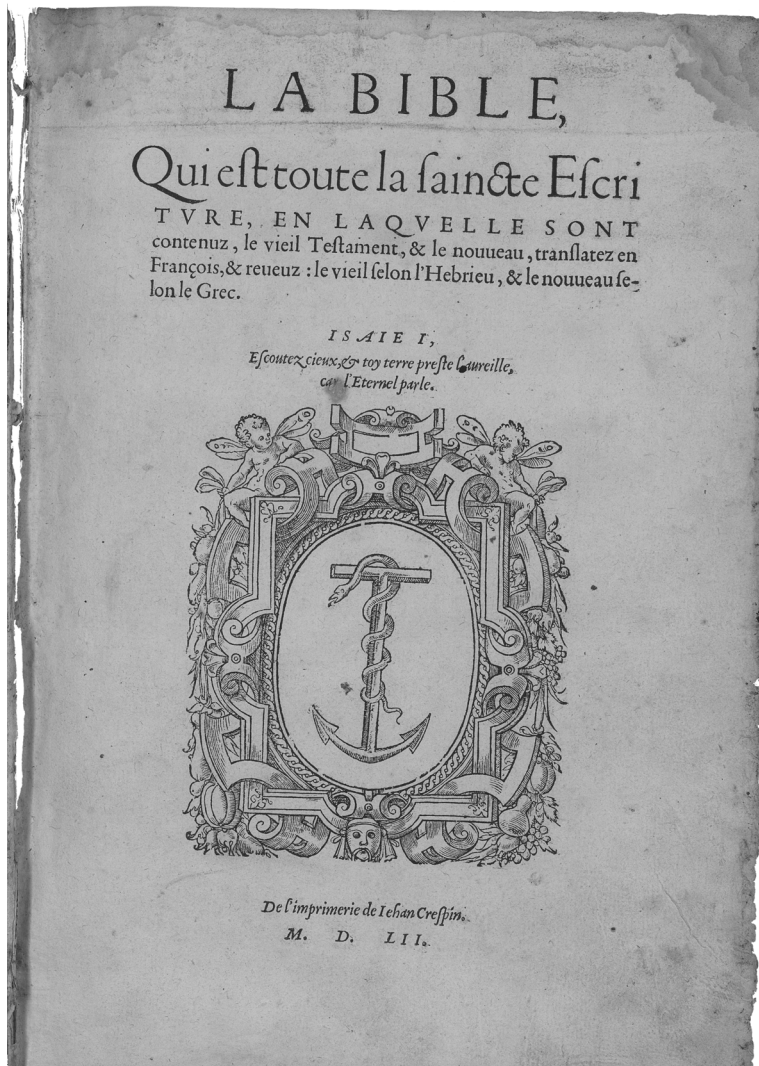 LA BIBLE,
Qui eſt toute la ſaincte Eſcri
TVRE, EN LAQVELLE SONT
contenuz, le vieil Teſtament, & le nouueau, tranſlatez en
François, & reueuz : le vieil ſelon l'Hebrieu, & le nouueau ſe-
lon le Grec.
ISAIE I,
Eſcoutez cieux, & toy terre preſte l'aureille,
car l'Eternel parle.
De l'imprimerie de Iehan Creſpin.
M. D. LII.